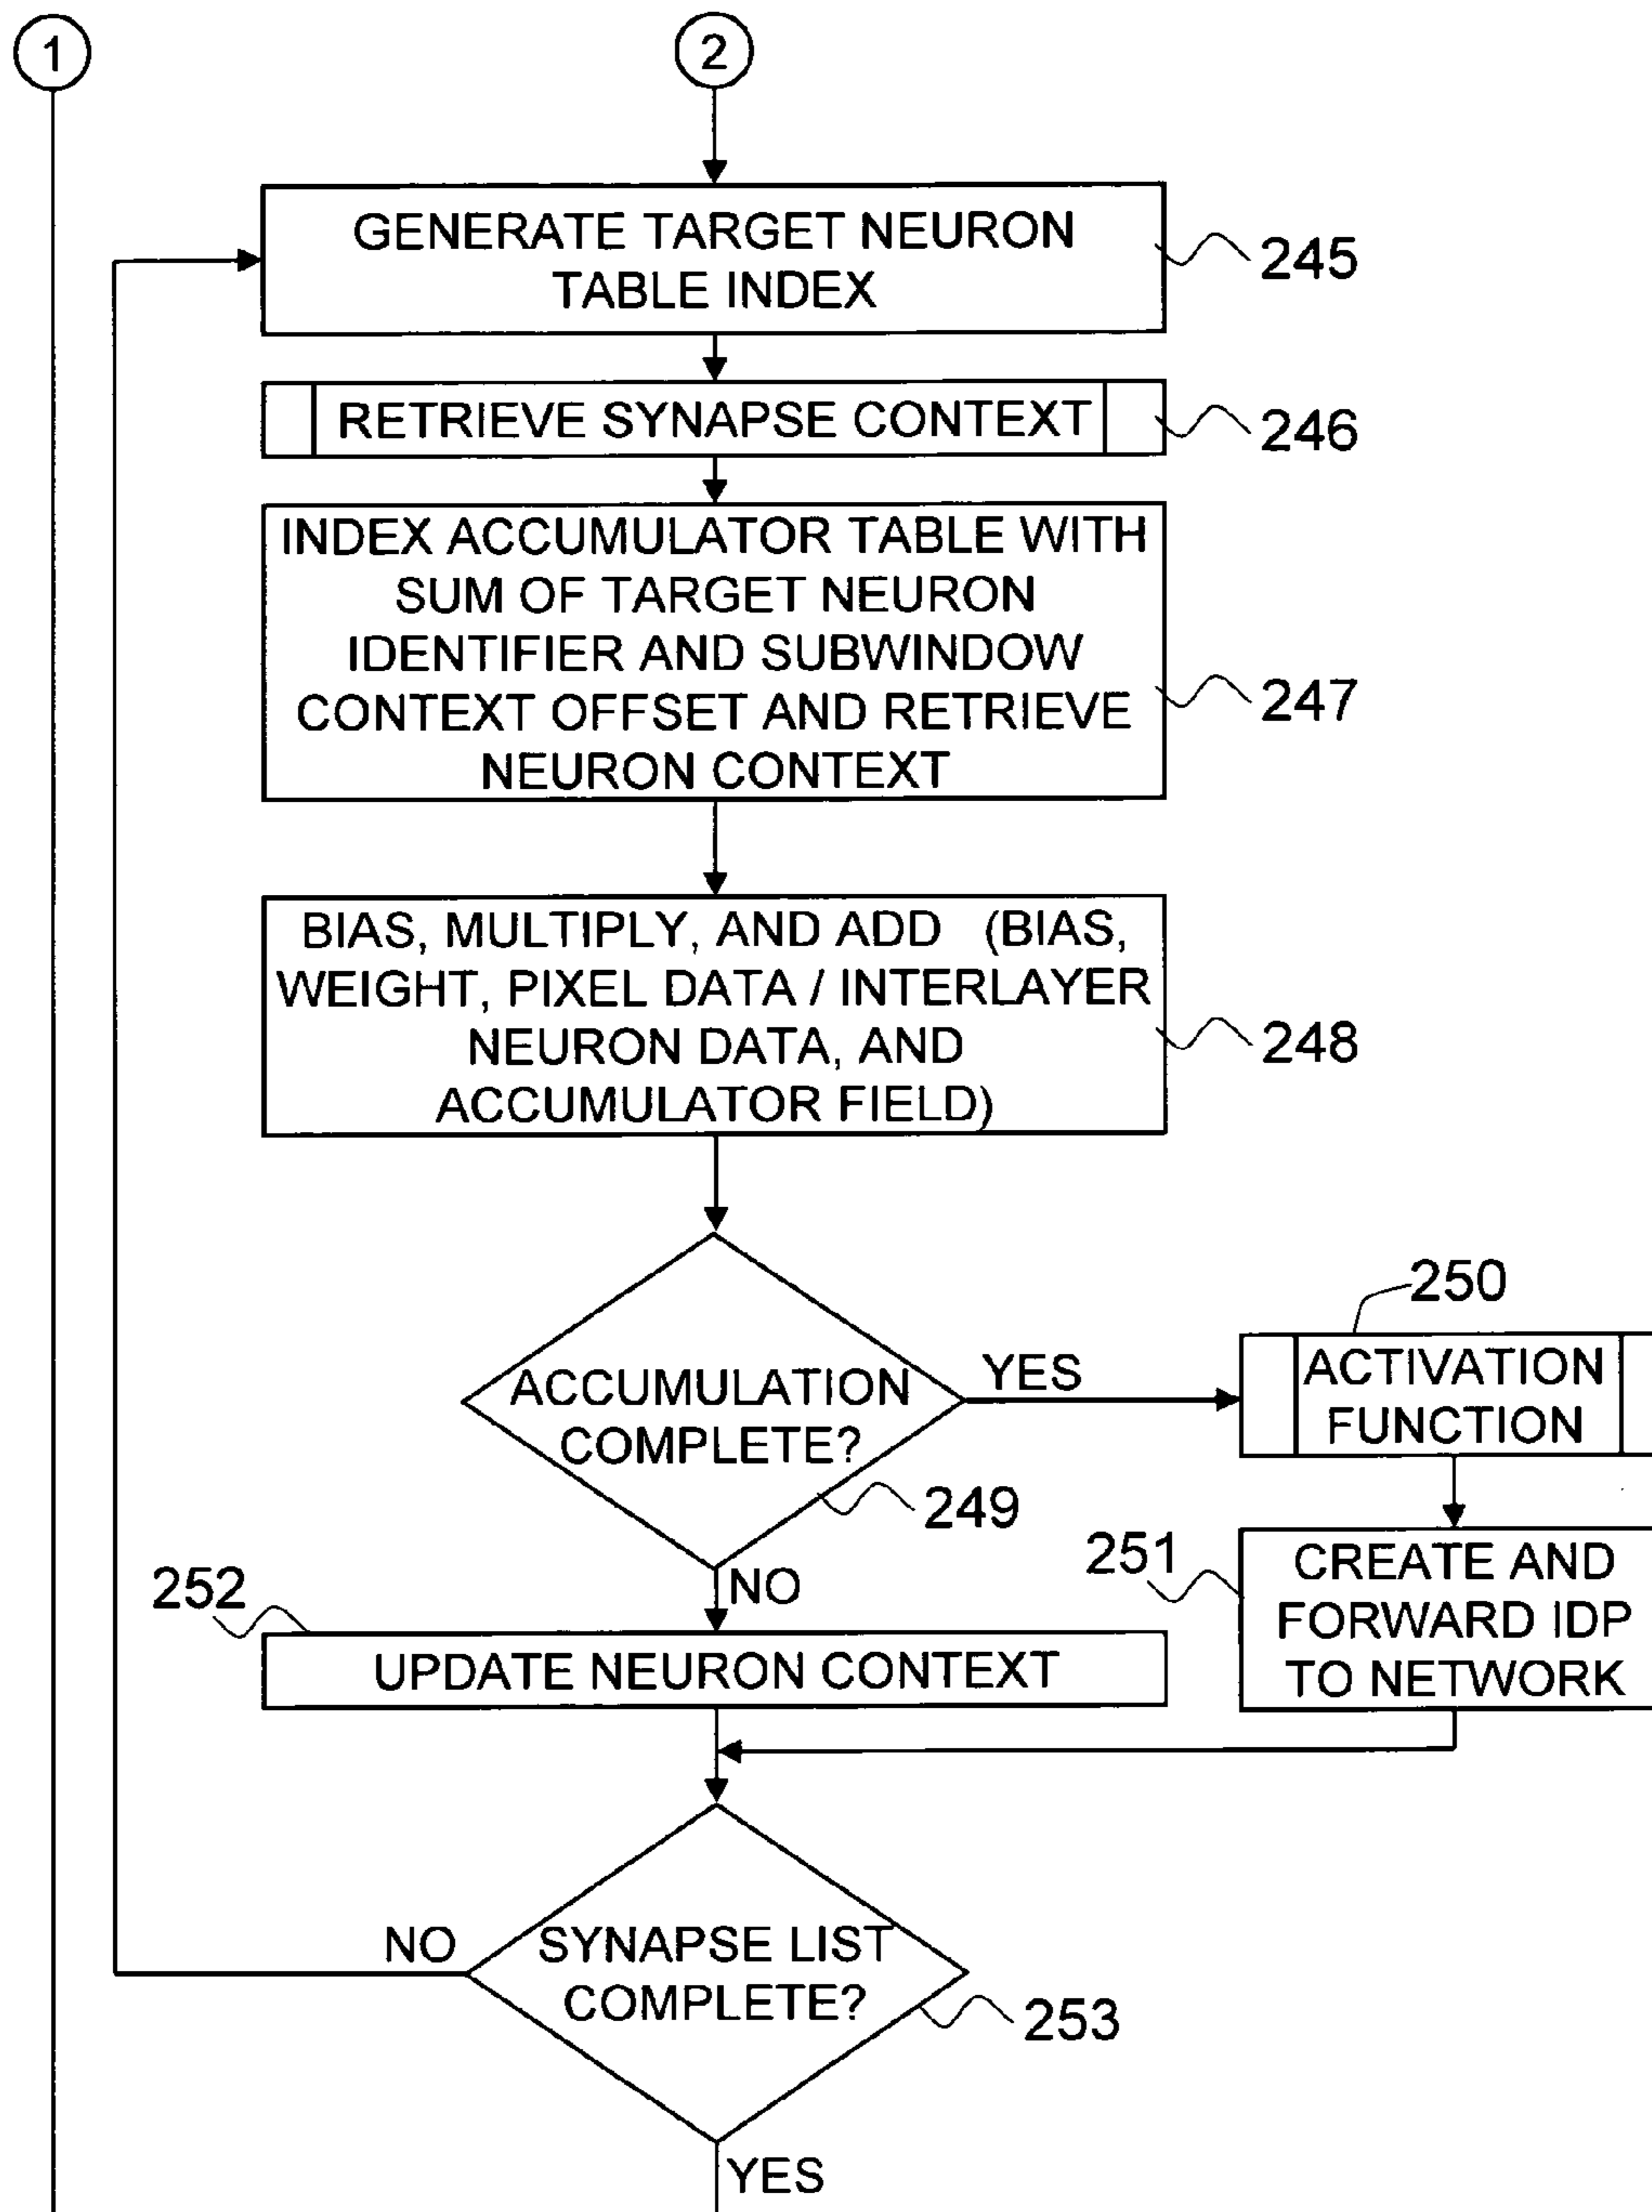 1
2
GENERATE TARGET NEURON
TABLE INDEX
245
RETRIEVE SYNAPSE CONTEXT
246
INDEX ACCUMULATOR TABLE WITH
SUM OF TARGET NEURON
IDENTIFIER AND SUBWINDOW
CONTEXT OFFSET AND RETRIEVE
NEURON CONTEXT
247
BIAS, MULTIPLY, AND ADD (BIAS,
WEIGHT, PIXEL DATA / INTERLAYER
NEURON DATA, AND
ACCUMULATOR FIELD)
248
ACCUMULATION
COMPLETE?
249
YES
250
ACTIVATION
FUNCTION
251
CREATE AND
FORWARD IDP
TO NETWORK
NO
252
UPDATE NEURON CONTEXT
NO
SYNAPSE LIST
COMPLETE?
253
YES